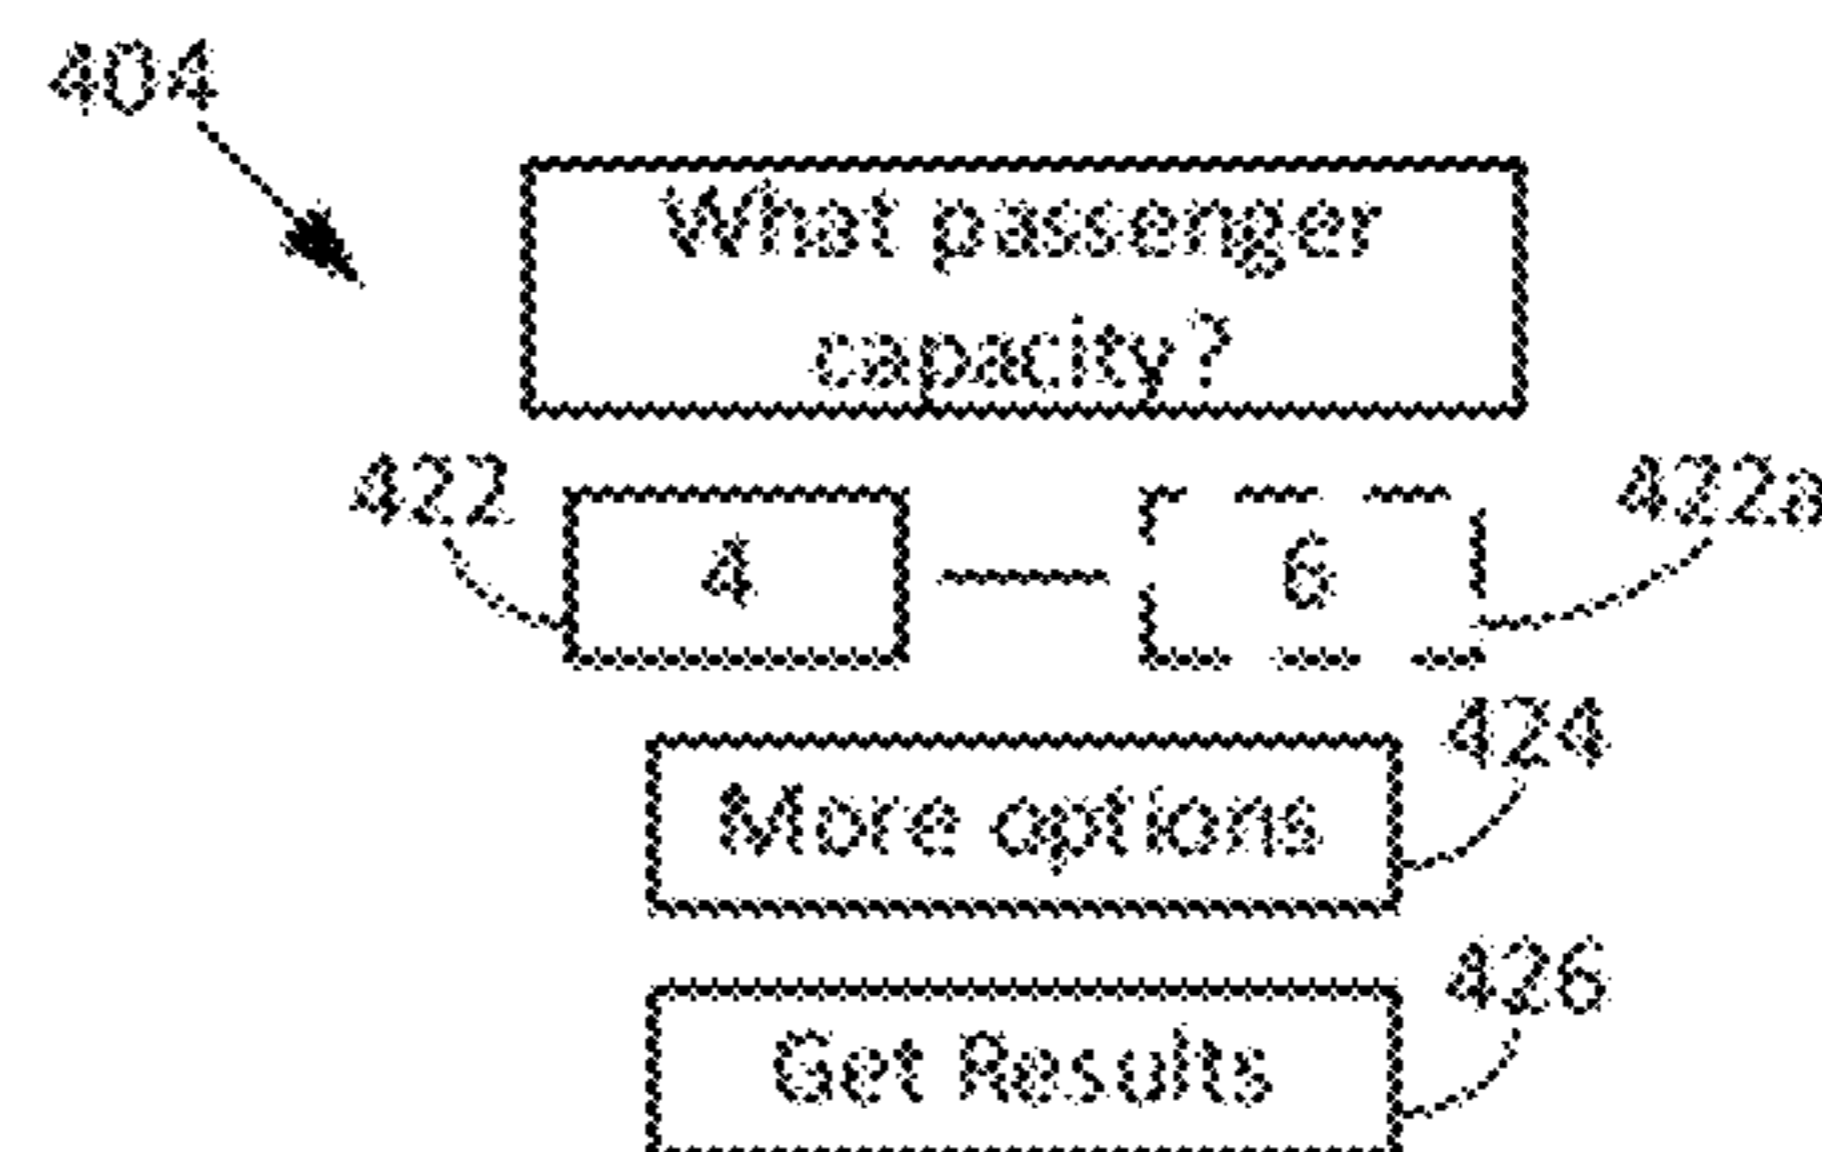 404
What passenger
capacity?
422 4 6 422a
424
More options
426
Get Results